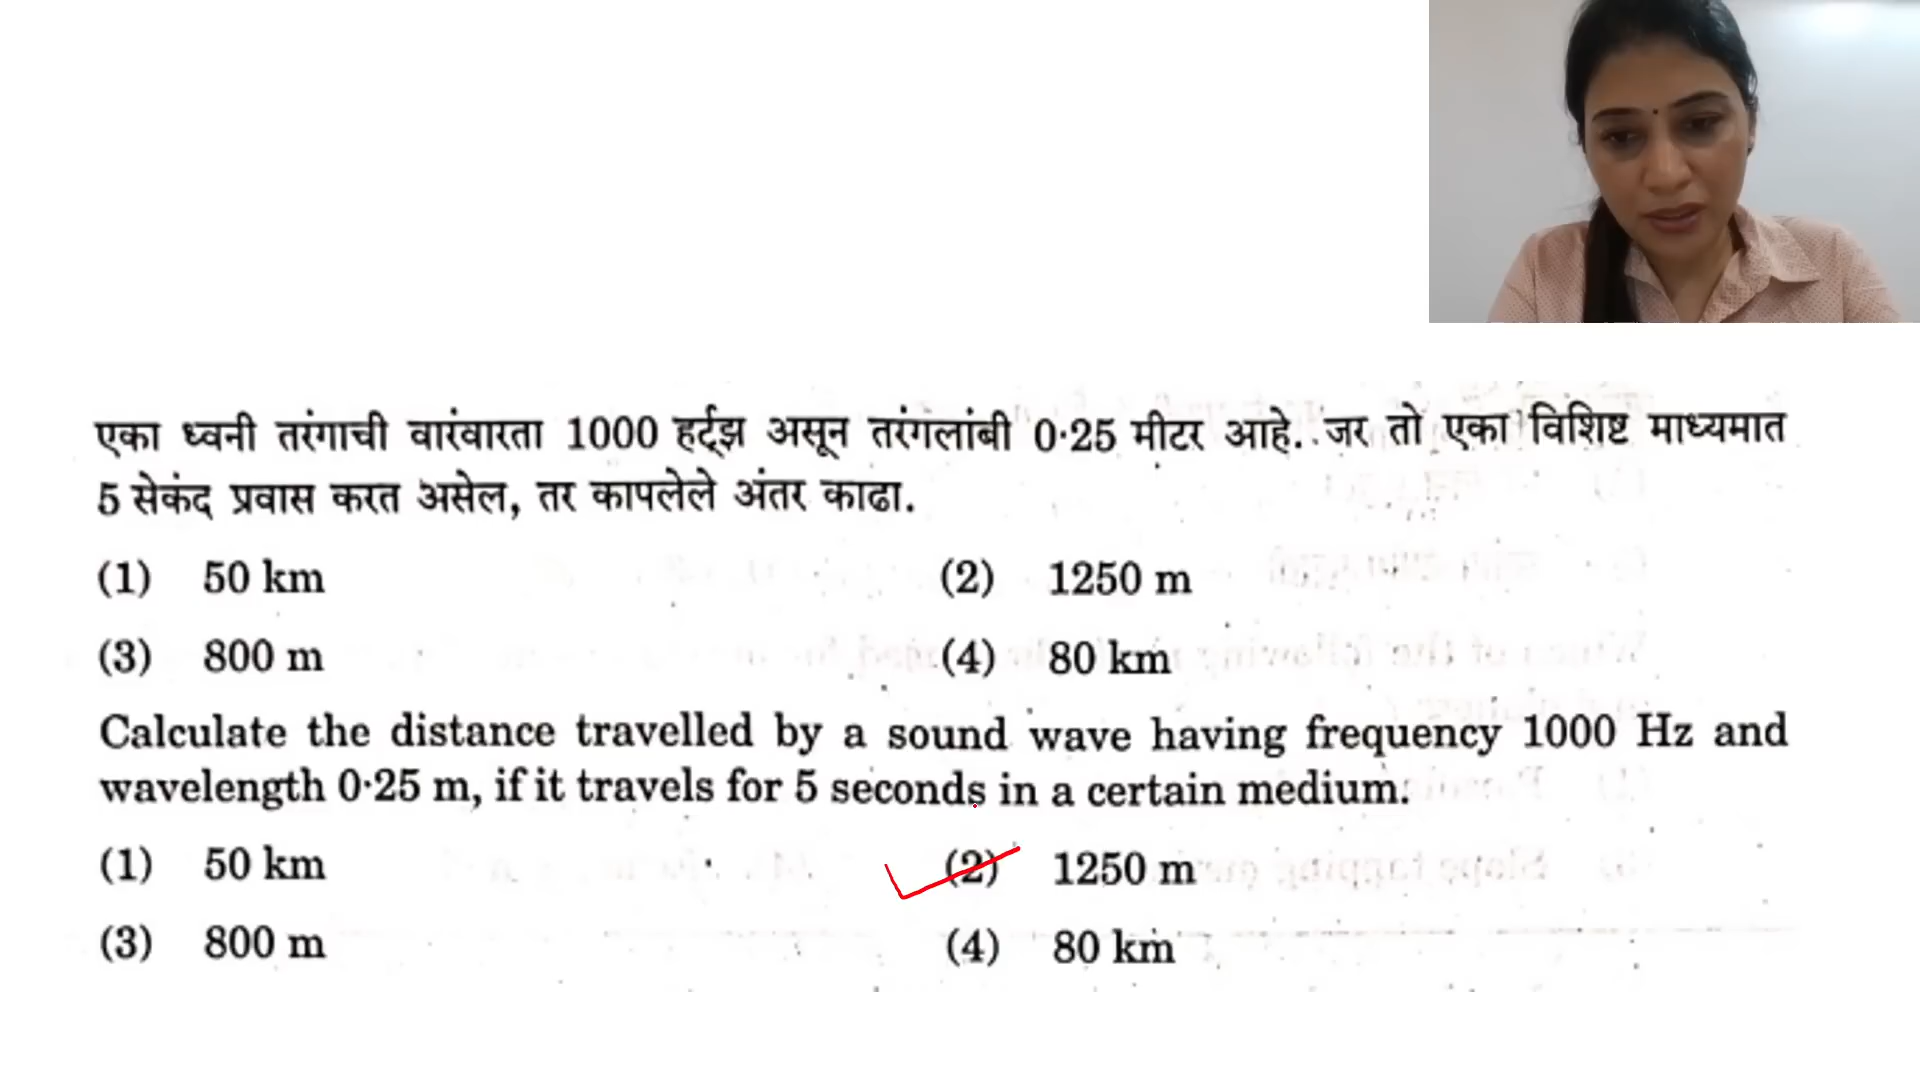 एका ध्वनी तरंगाची वारंवारता 1000 हर्ट्झ असून तरंगलांबी 0·25 मीटर आहे. जर तो एका विशिष्ट माध्यमात
5 सेकंद प्रवास करत असेल, तर कापलेले अंतर काढा.
(1) 50 km (2) 1250 m
(3) 800 m (4) 80 km
Calculate the distance travelled by a sound wave having frequency 1000 Hz and
wavelength 0·25 m, if it travels for 5 seconds in a certain medium.
(1) 50 km (2) 1250 m
(3) 800 m (4) 80 km